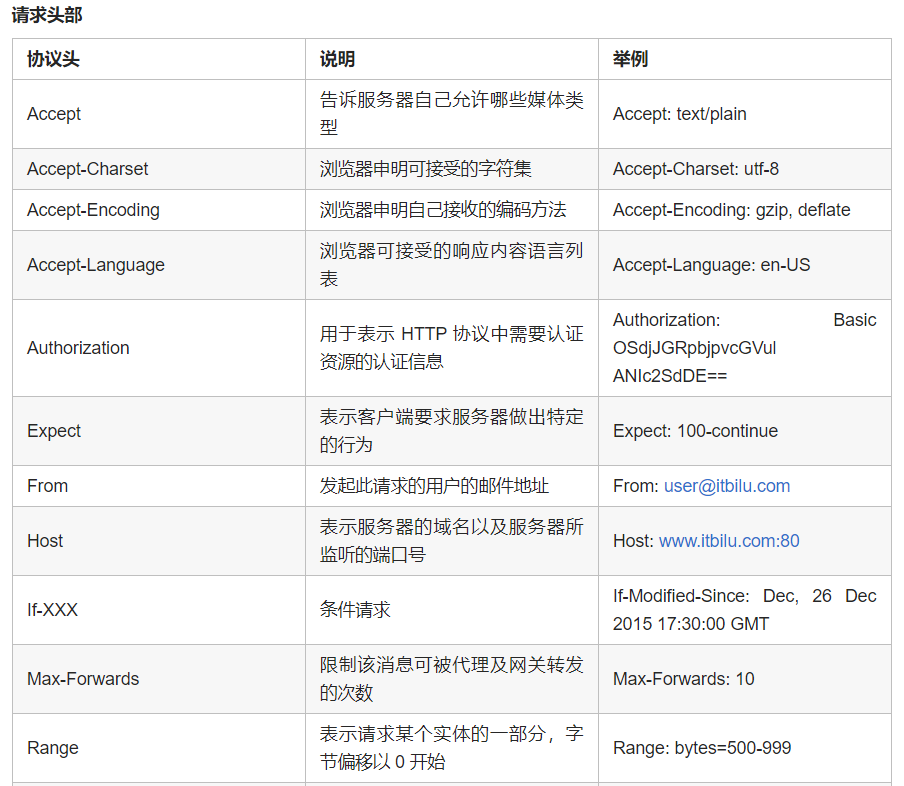 请求头部
协议头 说明 举例
Accept 告诉服务器自己允许哪些媒体类
型 Accept: text/plain
Accept-Charset 浏览器申明可接受的字符集 Accept-Charset: utf-8
Accept-Encoding 浏览器申明自己接收的编码方法 Accept-Encoding: gzip, deflate
Accept-Language 浏览器可接受的响应内容语言列
表 Accept-Language: en-US
Authorization 用于表示 HTTP 协议中需要认证
资源的认证信息 Authorization: Basic
OSdjJGRpbjpvcGVul
ANIc2SdDE==
Expect 表示客户端要求服务器做出特定
的行为 Expect: 100-continue
From 发起此请求的用户的邮件地址 From: user@itbilu.com
Host 表示服务器的域名以及服务器所
监听的端口号 Host: www.itbilu.com:80
If-XXX 条件请求 If-Modified-Since: Dec, 26 Dec
2015 17:30:00 GMT
Max-Forwards 限制该消息可被代理及网关转发
的次数 Max-Forwards: 10
Range 表示请求某个实体的一部分，字
节偏移以 0 开始 Range: bytes=500-999